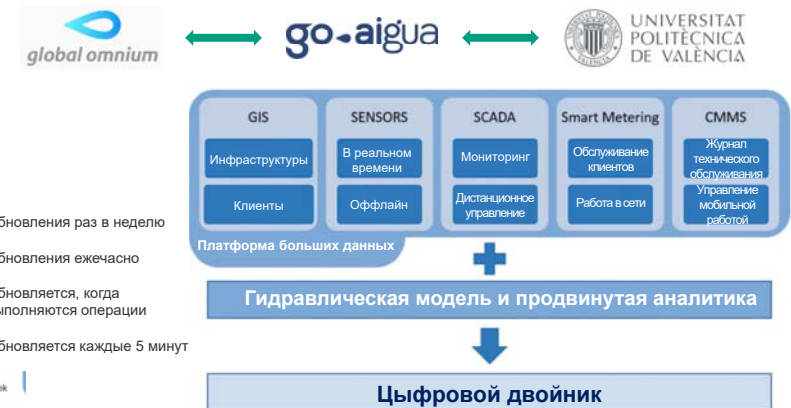 global omnium
go-aigua
UNIVERSITAT
POLITÈCNICA
DE VALÈNCIA
GIS
SENSORS
SCADA
Smart Metering
CMMS
Инфраструктуры
В реальном
времени
Мониторинг
Обслуживание
клиентов
Журнал
технического
обслуживания
Клиенты
Оффлайн
Дистанционное
управление
Работа в сети
Управление
мобильной
работой
Платформа больших данных
бновления раз в неделю
бновления ежечасно
бновляется, когда
ыполняются операции
бновляется каждые 5 минут
Гидравлическая модель и продвинутая аналитика
Цыфровой двойник